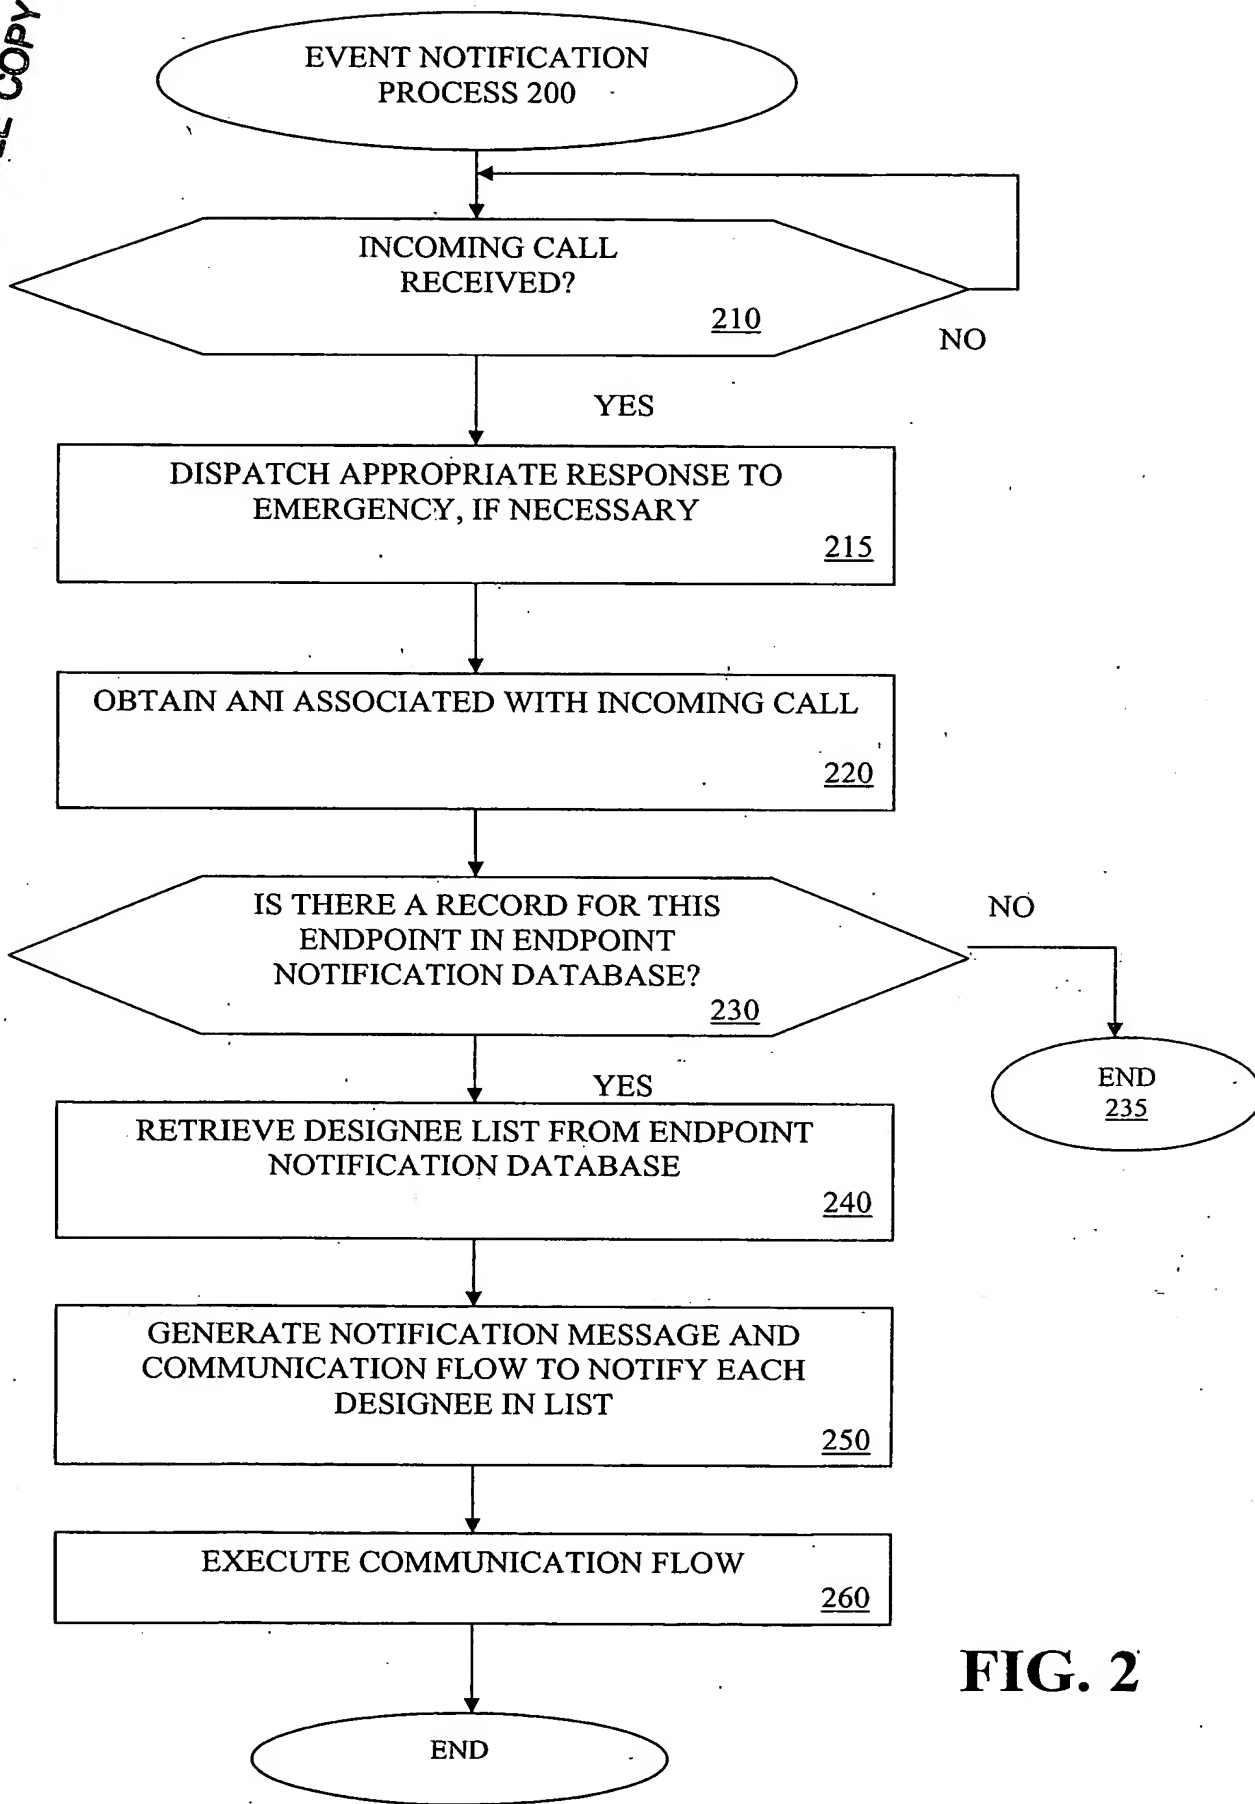 COPY
EVENT NOTIFICATION
PROCESS 200
INCOMING CALL
RECEIVED?
210
NO
YES
DISPATCH APPROPRIATE RESPONSE TO
EMERGENCY, IF NECESSARY
215
OBTAIN ANI ASSOCIATED WITH INCOMING CALL
220
IS THERE A RECORD FOR THIS
ENDPOINT IN ENDPOINT
NOTIFICATION DATABASE?
230
NO
END
235
YES
RETRIEVE DESIGNEE LIST FROM ENDPOINT
NOTIFICATION DATABASE
240
GENERATE NOTIFICATION MESSAGE AND
COMMUNICATION FLOW TO NOTIFY EACH
DESIGNEE IN LIST
250
EXECUTE COMMUNICATION FLOW
260
FIG. 2
END